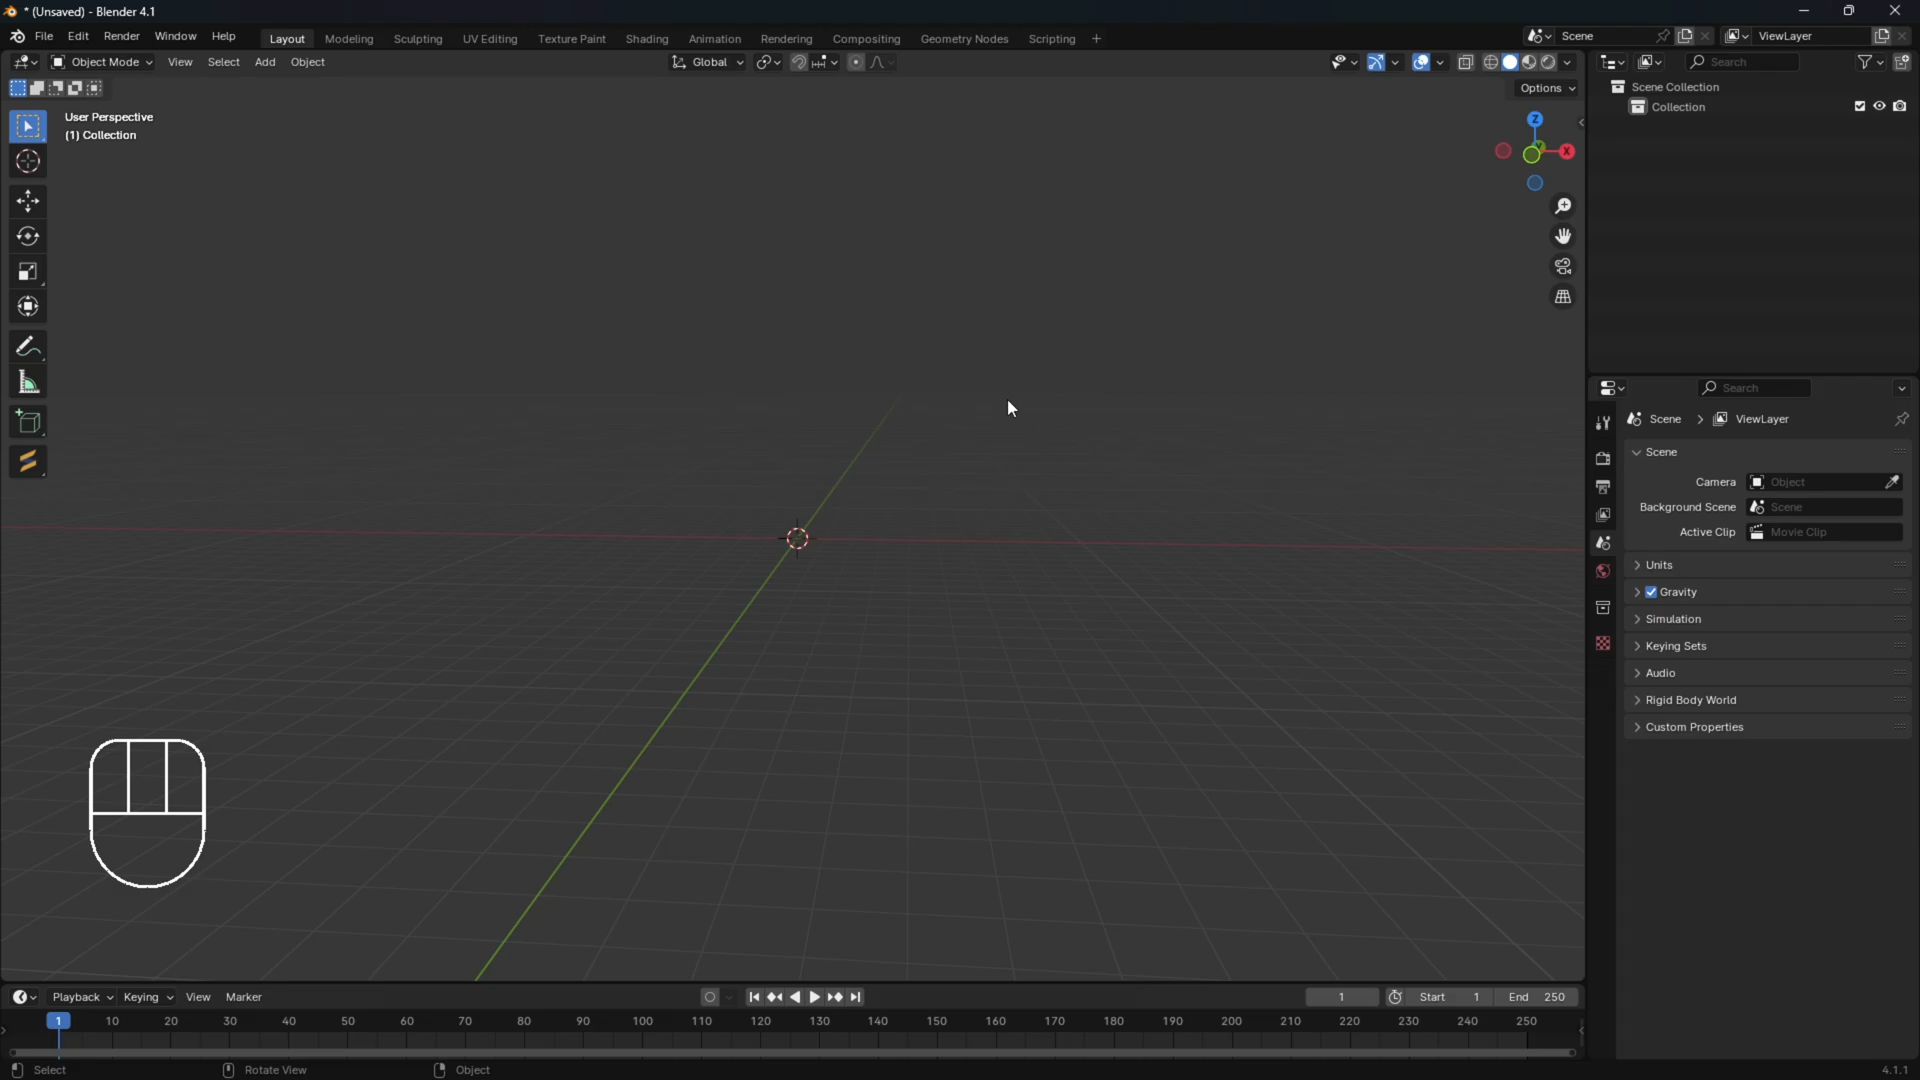 * (Unsaved) - Blender 4.1
File Edit Render Window Help Layout Modeling Sculpting UV Editing Texture Paint Shading Animation Rendering Compositing Geometry Nodes Scripting + Scene ViewLayer
Object Mode View Select Add Object Global Search
Options
Scene Collection
Collection
User Perspective
(1) Collection
Z
Y
X
Search
Scene > ViewLayer
Scene
Camera Object
Background Scene Scene
Active Clip Movie Clip
Units
Gravity
Simulation
Keying Sets
Audio
Rigid Body World
Custom Properties
Playback Keying View Marker 1 Start 1 End 250
1 10 20 30 40 50 60 70 80 90 100 110 120 130 140 150 160 170 180 190 200 210 220 230 240 250
Select Rotate View Object 4.1.1